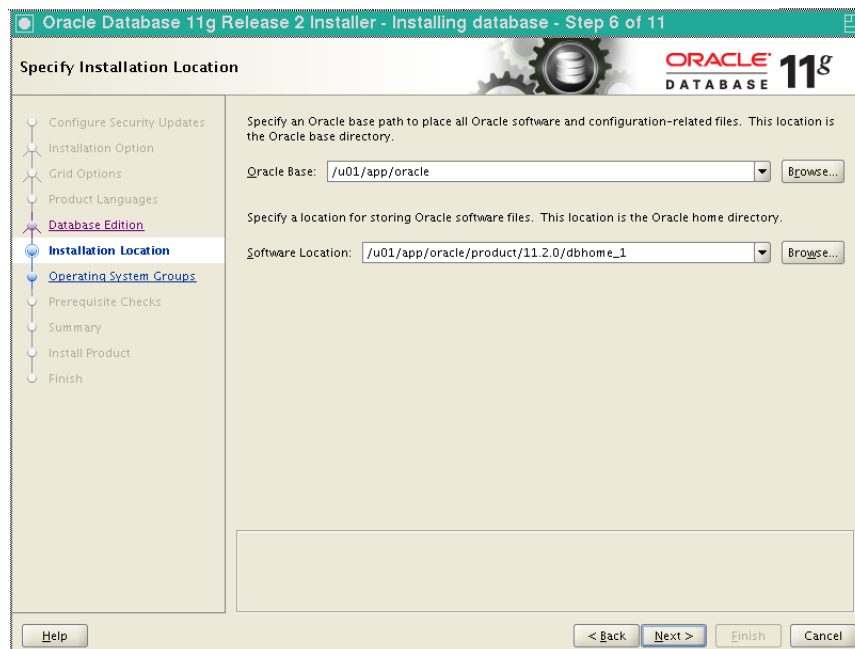 Oracle Database 11g Release 2 Installer - Installing database - Step 6 of 11
Specify Installation Location
ORACLE
DATABASE
11g
Configure Security Updates
Installation Option
Grid Options
Product Languages
Database Edition
Installation Location
Operating System Groups
Prerequisite Checks
Summary
Install Product
Finish
Specify an Oracle base path to place all Oracle software and configuration-related files. This location is
the Oracle base directory.
Oracle Base: /u01/app/oracle Browse...
Specify a location for storing Oracle software files. This location is the Oracle home directory.
Software Location: /u01/app/oracle/product/11.2.0/dbhome_1 Browse...
Help < Back Next > Finish Cancel